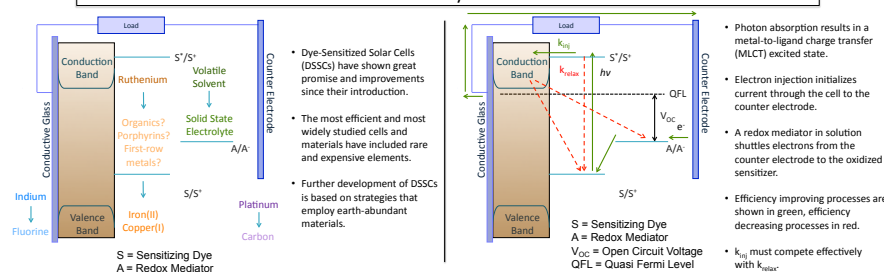 Load
S*/S+
Conduction
Band
Ruthenium
Volatile
Solvent
Organics?
Porphyrins?
First-row
metals?
Solid State
Electrolyte
A/A-
S/S+
Conductive Glass
Counter Electrode
Indium
Fluorine
Valence
Band
Iron(II)
Copper(I)
Platinum
Carbon
S = Sensitizing Dye
A = Redox Mediator
• Dye-Sensitized Solar Cells
(DSSCs) have shown great
promise and improvements
since their introduction.
• The most efficient and most
widely studied cells and
materials have included rare
and expensive elements.
• Further development of DSSCs
is based on strategies that
employ earth-abundant
materials.
Load
kinj
S*/S+
Conduction
Band
krelax
hν
QFL
VOC
e-
A/A-
S/S+
Conductive Glass
Counter Electrode
Valence
Band
S = Sensitizing Dye
A = Redox Mediator
VOC = Open Circuit Voltage
QFL = Quasi Fermi Level
• Photon absorption results in a
metal-to-ligand charge transfer
(MLCT) excited state.
• Electron injection initializes
current through the cell to the
counter electrode.
• A redox mediator in solution
shuttles electrons from the
counter electrode to the oxidized
sensitizer.
• Efficiency improving processes are
shown in green, efficiency
decreasing processes in red.
• kinj must compete effectively
with krelax.